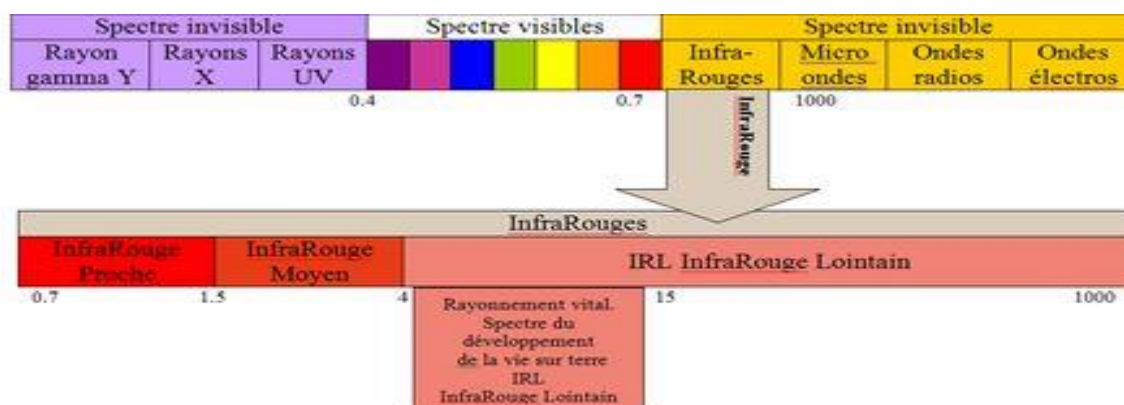 Spectre invisible Spectre visibles Spectre invisible
Rayon gamma Y
Rayons X
Rayons UV
Infra-Rouges
Micro ondes
Ondes radios
Ondes électros
0.4 0.7 1000
InfraRouge
InfraRouges
InfraRouge Proche
InfraRouge Moyen
IRL InfraRouge Lointain
0.7 1.5 4 15 1000
Rayonnement vital.
Spectre du
développement
de la vie sur terre
IRL
InfraRouge Lointain